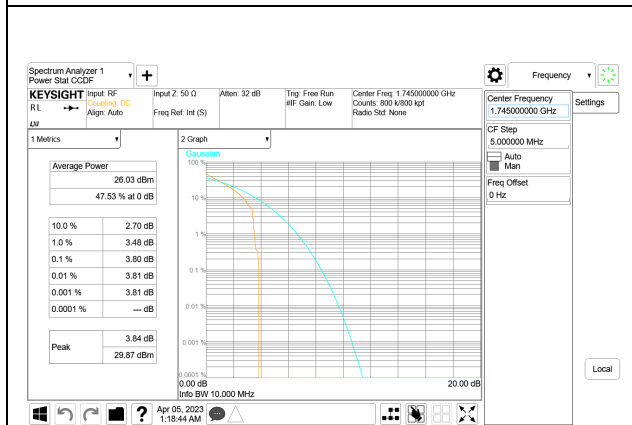 Spectrum Analyzer 1
Power Stat CCDF
+
Frequency
KEYSIGHT
Input: RF
Input Z: 50 Ω
Atten: 32 dB
Trig: Free Run
Center Freq: 1.745000000 GHz
RL
Coupling: DC
#IF Gain: Low
Counts: 800 k/800 kpt
Align: Auto
Freq Ref: Int (S)
Radio Std: None
Center Frequency
1.745000000 GHz
Settings
CF Step
5.000000 MHz
Auto
Man
Freq Offset
0 Hz
1 Metrics
Average Power
26.03 dBm
47.53 % at 0 dB
10.0 % 2.70 dB
1.0 % 3.48 dB
0.1 % 3.80 dB
0.01 % 3.81 dB
0.001 % 3.81 dB
0.0001 % --- dB
Peak
3.84 dB
29.87 dBm
2 Graph
Gaussian
100 %
10 %
1 %
0.1 %
0.01 %
0.001 %
0.0001 %
0.00 dB 20.00 dB
Info BW 10.000 MHz
Local
? Apr 05, 2023
1:18:44 AM